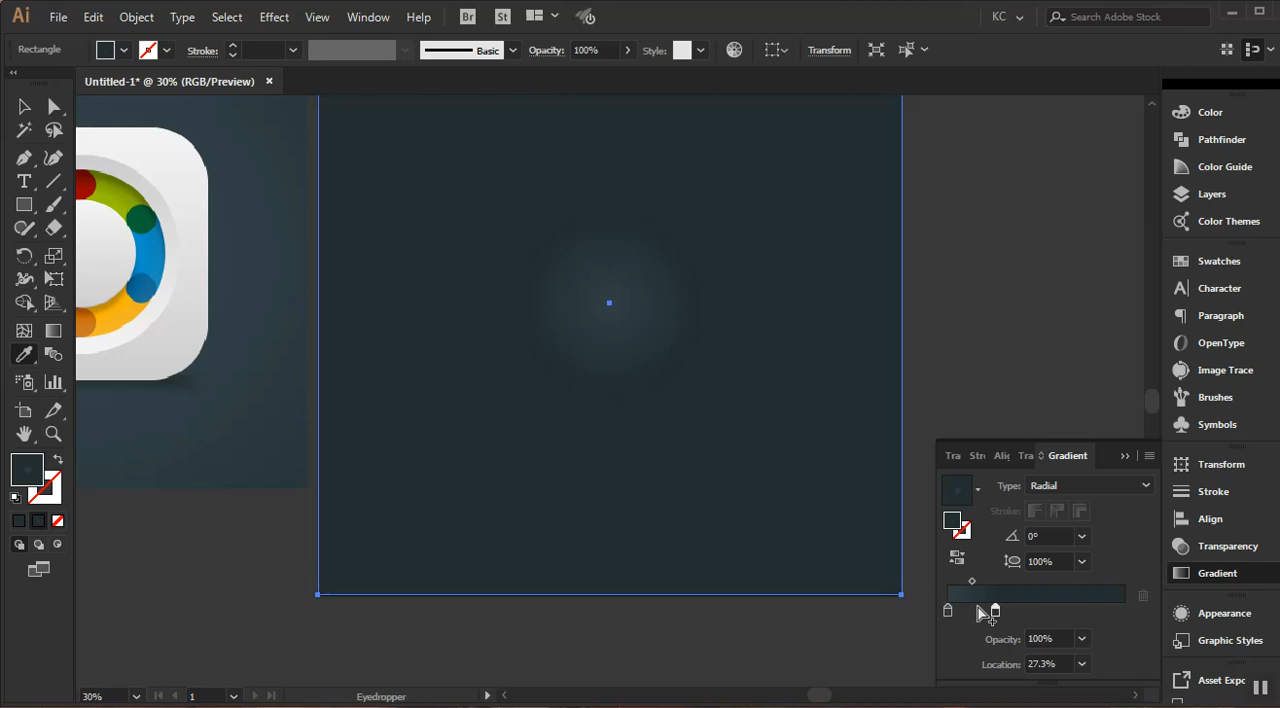 Ai File Edit Object Type Select Effect View Window Help Br St KC Search Adobe Stock
Rectangle Stroke: Basic Opacity: 100% Style: Transform
Untitled-1* @ 30% (RGB/Preview)
Color
Pathfinder
Color Guide
Layers
Color Themes
Swatches
Character
Paragraph
OpenType
Image Trace
Brushes
Symbols
Transform
Stroke
Align
Transparency
Gradient
Appearance
Graphic Styles
Asset Expo
Tra Str Alig Tra Gradient
Type: Radial
Stroke:
0°
100%
Opacity: 100%
Location: 27.3%
30% 1 Eyedropper